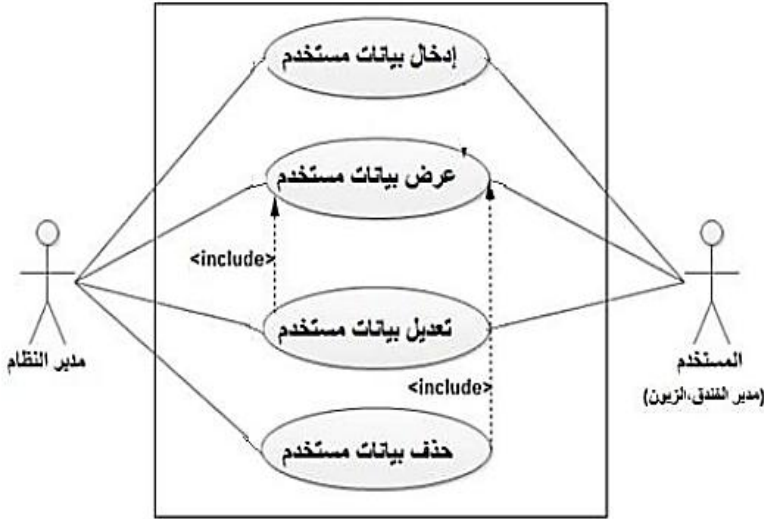 إدخال بيانات مستخدم
عرض بيانات مستخدم
<include>
تعديل بيانات مستخدم
مدير النظام
المستخدم
(مدير الفندق،الزبون)
<include>
حذف بيانات مستخدم